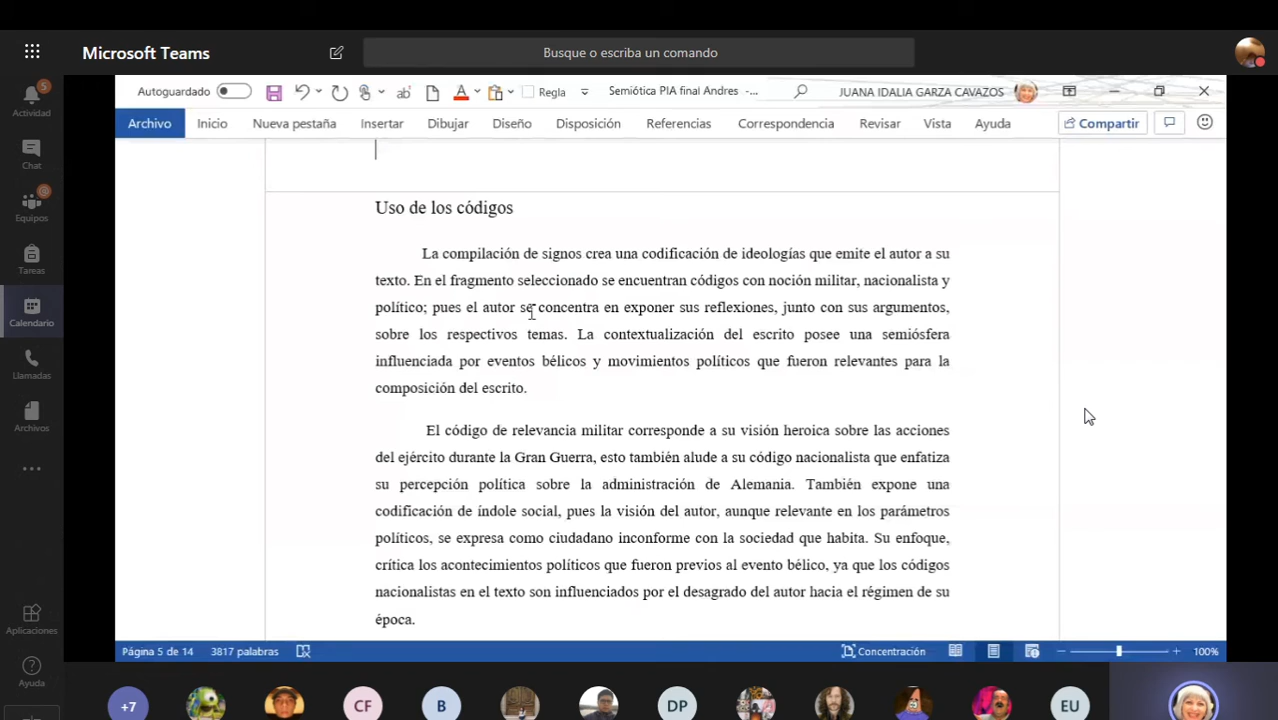 Microsoft Teams
Busque o escriba un comando
Actividad
5
Chat
Equipos
@
Tareas
Calendario
Llamadas
Archivos
Aplicaciones
Ayuda
Autoguardado
ab
A
Regla
Semiótica PIA final Andres -...
JUANA IDALIA GARZA CAVAZOS
Archivo Inicio Nueva pestaña Insertar Dibujar Diseño Disposición Referencias Correspondencia Revisar Vista Ayuda Compartir
Uso de los códigos
La compilación de signos crea una codificación de ideologías que emite el autor a su
texto. En el fragmento seleccionado se encuentran códigos con noción militar, nacionalista y
político; pues el autor se concentra en exponer sus reflexiones, junto con sus argumentos,
sobre los respectivos temas. La contextualización del escrito posee una semiósfera
influenciada por eventos bélicos y movimientos políticos que fueron relevantes para la
composición del escrito.
El código de relevancia militar corresponde a su visión heroica sobre las acciones
del ejército durante la Gran Guerra, esto también alude a su código nacionalista que enfatiza
su percepción política sobre la administración de Alemania. También expone una
codificación de índole social, pues la visión del autor, aunque relevante en los parámetros
políticos, se expresa como ciudadano inconforme con la sociedad que habita. Su enfoque,
crítica los acontecimientos políticos que fueron previos al evento bélico, ya que los códigos
nacionalistas en el texto son influenciados por el desagrado del autor hacia el régimen de su
época.
Página 5 de 14 3817 palabras Concentración 100%
+7 CF B DP EU